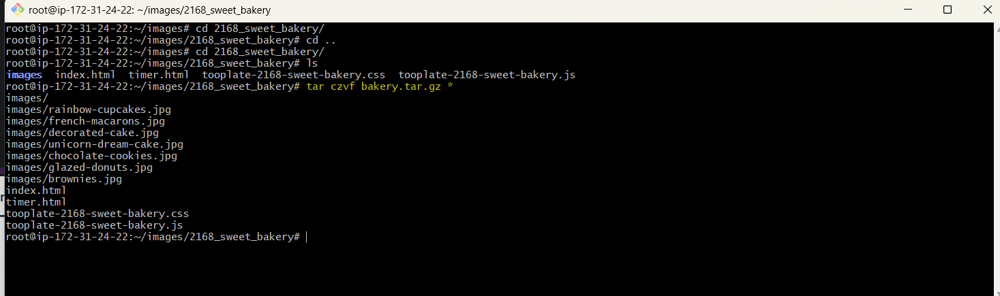 root@ip-172-31-24-22: ~/images/2168_sweet_bakery
root@ip-172-31-24-22:~/images# cd 2168_sweet_bakery/
root@ip-172-31-24-22:~/images/2168_sweet_bakery# cd ..
root@ip-172-31-24-22:~/images# cd 2168_sweet_bakery/
root@ip-172-31-24-22:~/images/2168_sweet_bakery# ls
images  index.html  timer.html  tooplate-2168-sweet-bakery.css  tooplate-2168-sweet-bakery.js
root@ip-172-31-24-22:~/images/2168_sweet_bakery# tar czvf bakery.tar.gz *
images/
images/rainbow-cupcakes.jpg
images/french-macarons.jpg
images/decorated-cake.jpg
images/unicorn-dream-cake.jpg
images/chocolate-cookies.jpg
images/glazed-donuts.jpg
images/brownies.jpg
index.html
timer.html
tooplate-2168-sweet-bakery.css
tooplate-2168-sweet-bakery.js
root@ip-172-31-24-22:~/images/2168_sweet_bakery#